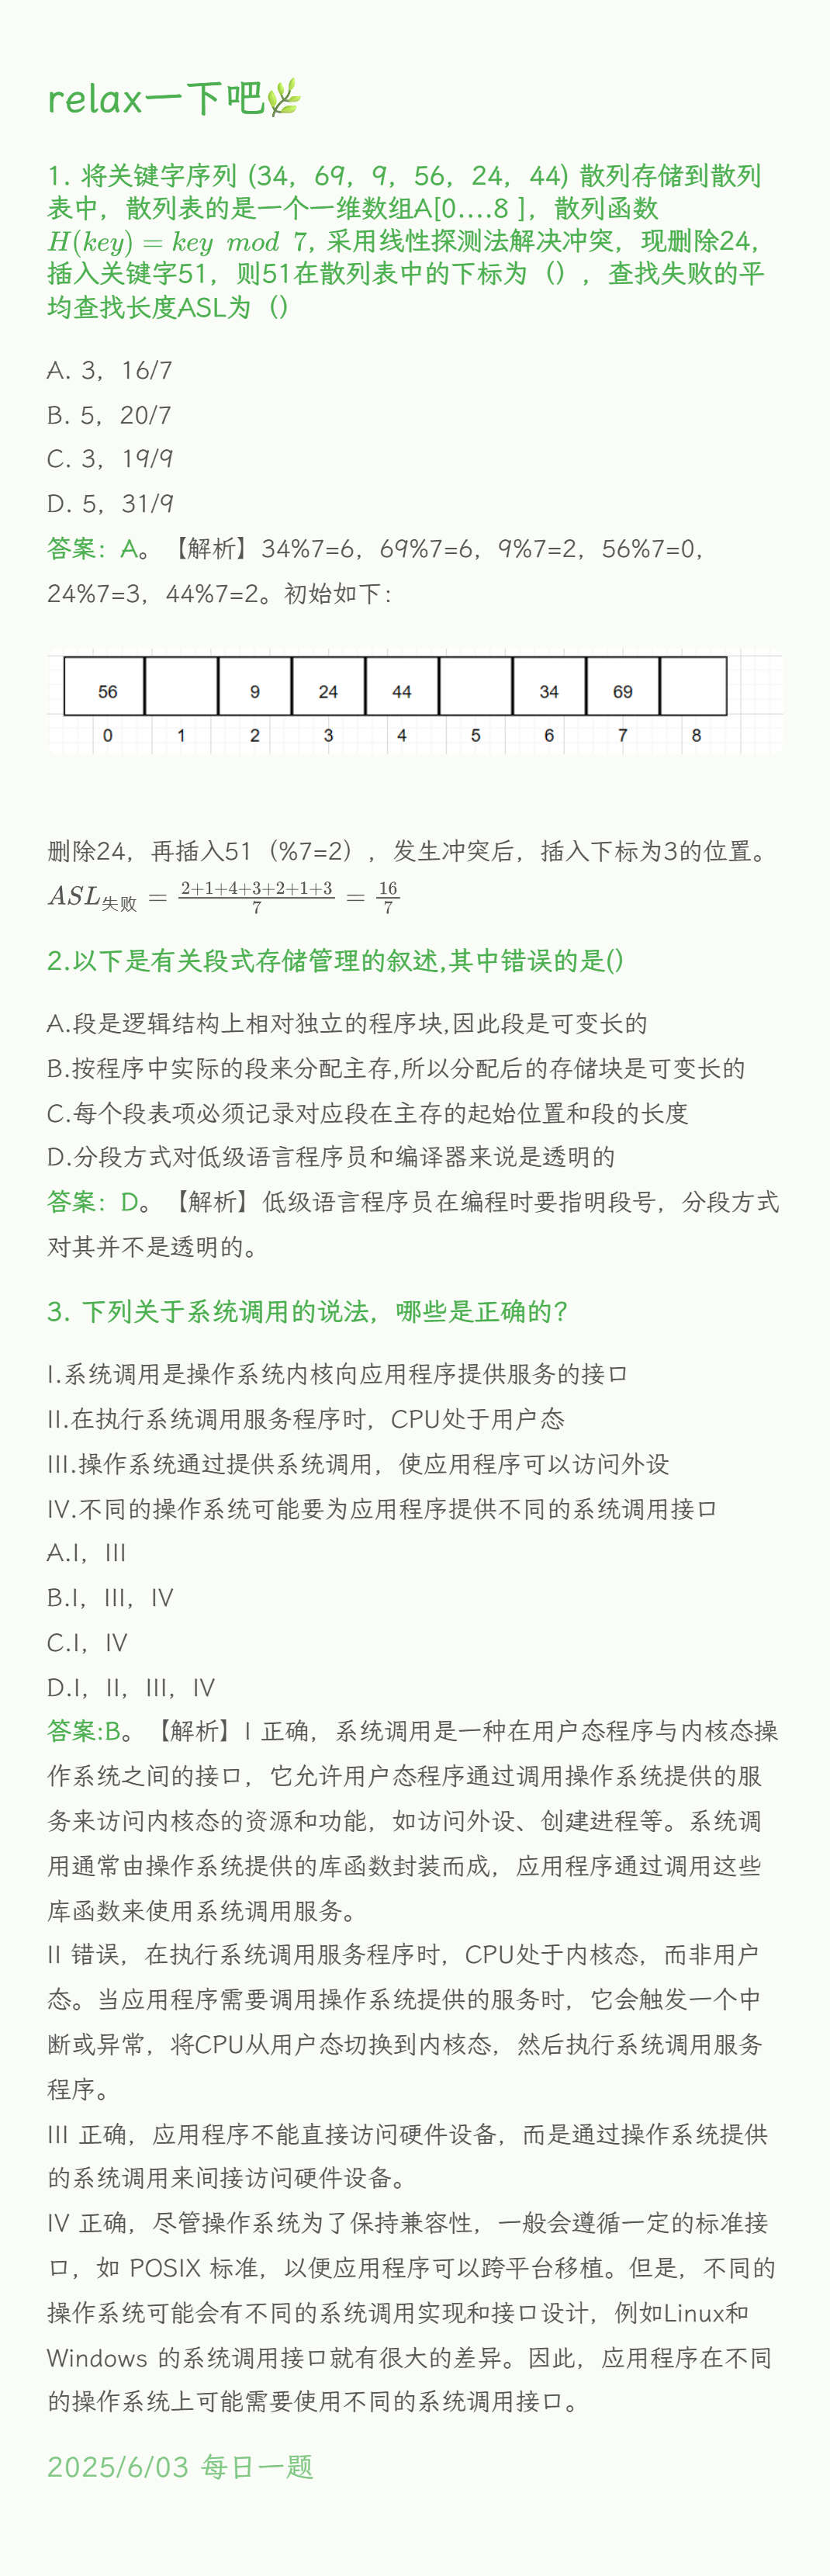 relax一下吧🌿
1. 将关键字序列 (34，69，9，56，24，44) 散列存储到散列
表中，散列表的是一个一维数组A[0....8 ]，散列函数
H(key) = key mod 7, 采用线性探测法解决冲突，现删除24，
插入关键字51，则51在散列表中的下标为（），查找失败的平
均查找长度ASL为（）
A. 3，16/7
B. 5，20/7
C. 3，19/9
D. 5，31/9
答案：A。【解析】34%7=6，69%7=6，9%7=2，56%7=0，
24%7=3，44%7=2。初始如下：
56 9 24 44 34 69
0 1 2 3 4 5 6 7 8
删除24，再插入51（%7=2），发生冲突后，插入下标为3的位置。
ASL失败 = (2+1+4+3+2+1+3)/7 = 16/7
2.以下是有关段式存储管理的叙述,其中错误的是()
A.段是逻辑结构上相对独立的程序块,因此段是可变长的
B.按程序中实际的段来分配主存,所以分配后的存储块是可变长的
C.每个段表项必须记录对应段在主存的起始位置和段的长度
D.分段方式对低级语言程序员和编译器来说是透明的
答案：D。【解析】低级语言程序员在编程时要指明段号，分段方式
对其并不是透明的。
3. 下列关于系统调用的说法，哪些是正确的?
I.系统调用是操作系统内核向应用程序提供服务的接口
II.在执行系统调用服务程序时，CPU处于用户态
III.操作系统通过提供系统调用，使应用程序可以访问外设
IV.不同的操作系统可能要为应用程序提供不同的系统调用接口
A.I，III
B.I，III，IV
C.I，IV
D.I，II，III，IV
答案:B。【解析】I 正确，系统调用是一种在用户态程序与内核态操
作系统之间的接口，它允许用户态程序通过调用操作系统提供的服
务来访问内核态的资源和功能，如访问外设、创建进程等。系统调
用通常由操作系统提供的库函数封装而成，应用程序通过调用这些
库函数来使用系统调用服务。
II 错误，在执行系统调用服务程序时，CPU处于内核态，而非用户
态。当应用程序需要调用操作系统提供的服务时，它会触发一个中
断或异常，将CPU从用户态切换到内核态，然后执行系统调用服务
程序。
III 正确，应用程序不能直接访问硬件设备，而是通过操作系统提供
的系统调用来间接访问硬件设备。
IV 正确，尽管操作系统为了保持兼容性，一般会遵循一定的标准接
口，如 POSIX 标准，以便应用程序可以跨平台移植。但是，不同的
操作系统可能会有不同的系统调用实现和接口设计，例如Linux和
Windows 的系统调用接口就有很大的差异。因此，应用程序在不同
的操作系统上可能需要使用不同的系统调用接口。
2025/6/03 每日一题